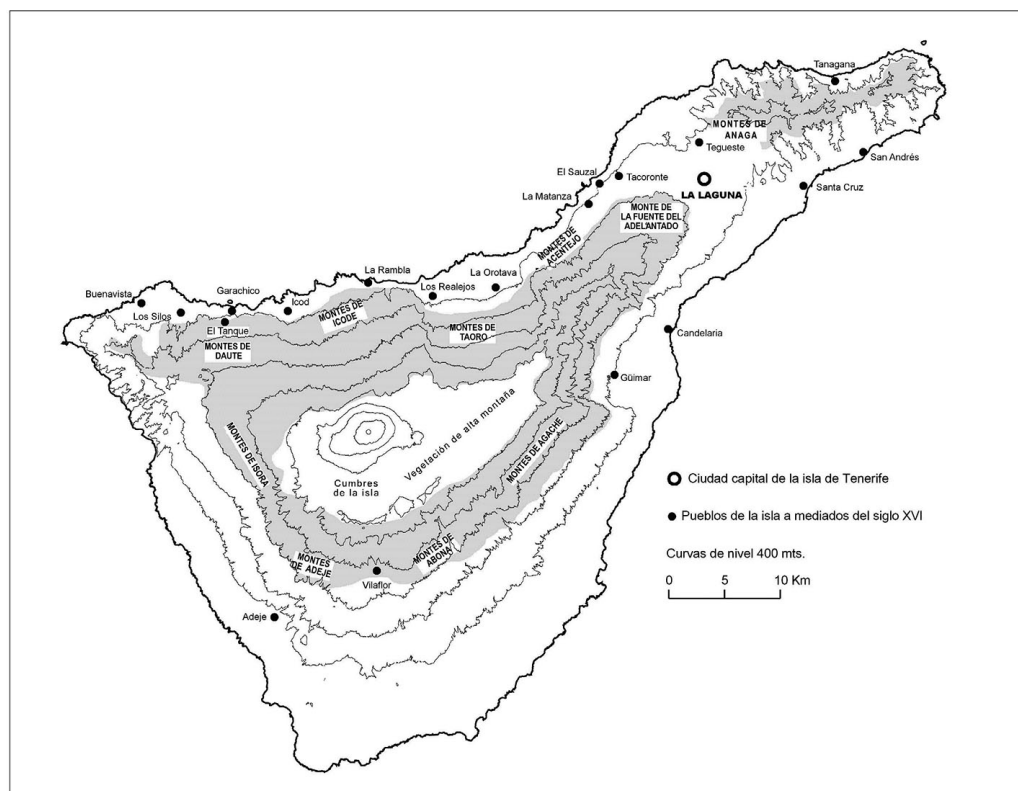 Tanagana
MONTES DE
ANAGA
Tegueste
San Andrés
El Sauzal
Tacoronte
LA LAGUNA
Santa Cruz
La Matanza
MONTE DE
LA FUENTE DEL
ADELANTADO
MONTES DE
ACENTEJO
La Rambla
La Orotava
Los Realejos
Buenavista
Garachico
Icod
Los Silos
El Tanque
MONTES DE
ICODE
MONTES DE
TAORO
MONTES DE
DAUTE
Candelaria
Güimar
Vegetación de alta montaña
MONTES DE ISORA
MONTES DE AGACHE
Cumbres
de la isla
MONTES DE
ABONA
MONTES
DE ADEJE
Vilaflor
Adeje
Ciudad capital de la isla de Tenerife
Pueblos de la isla a mediados del siglo XVI
Curvas de nivel 400 mts.
0 5 10 Km